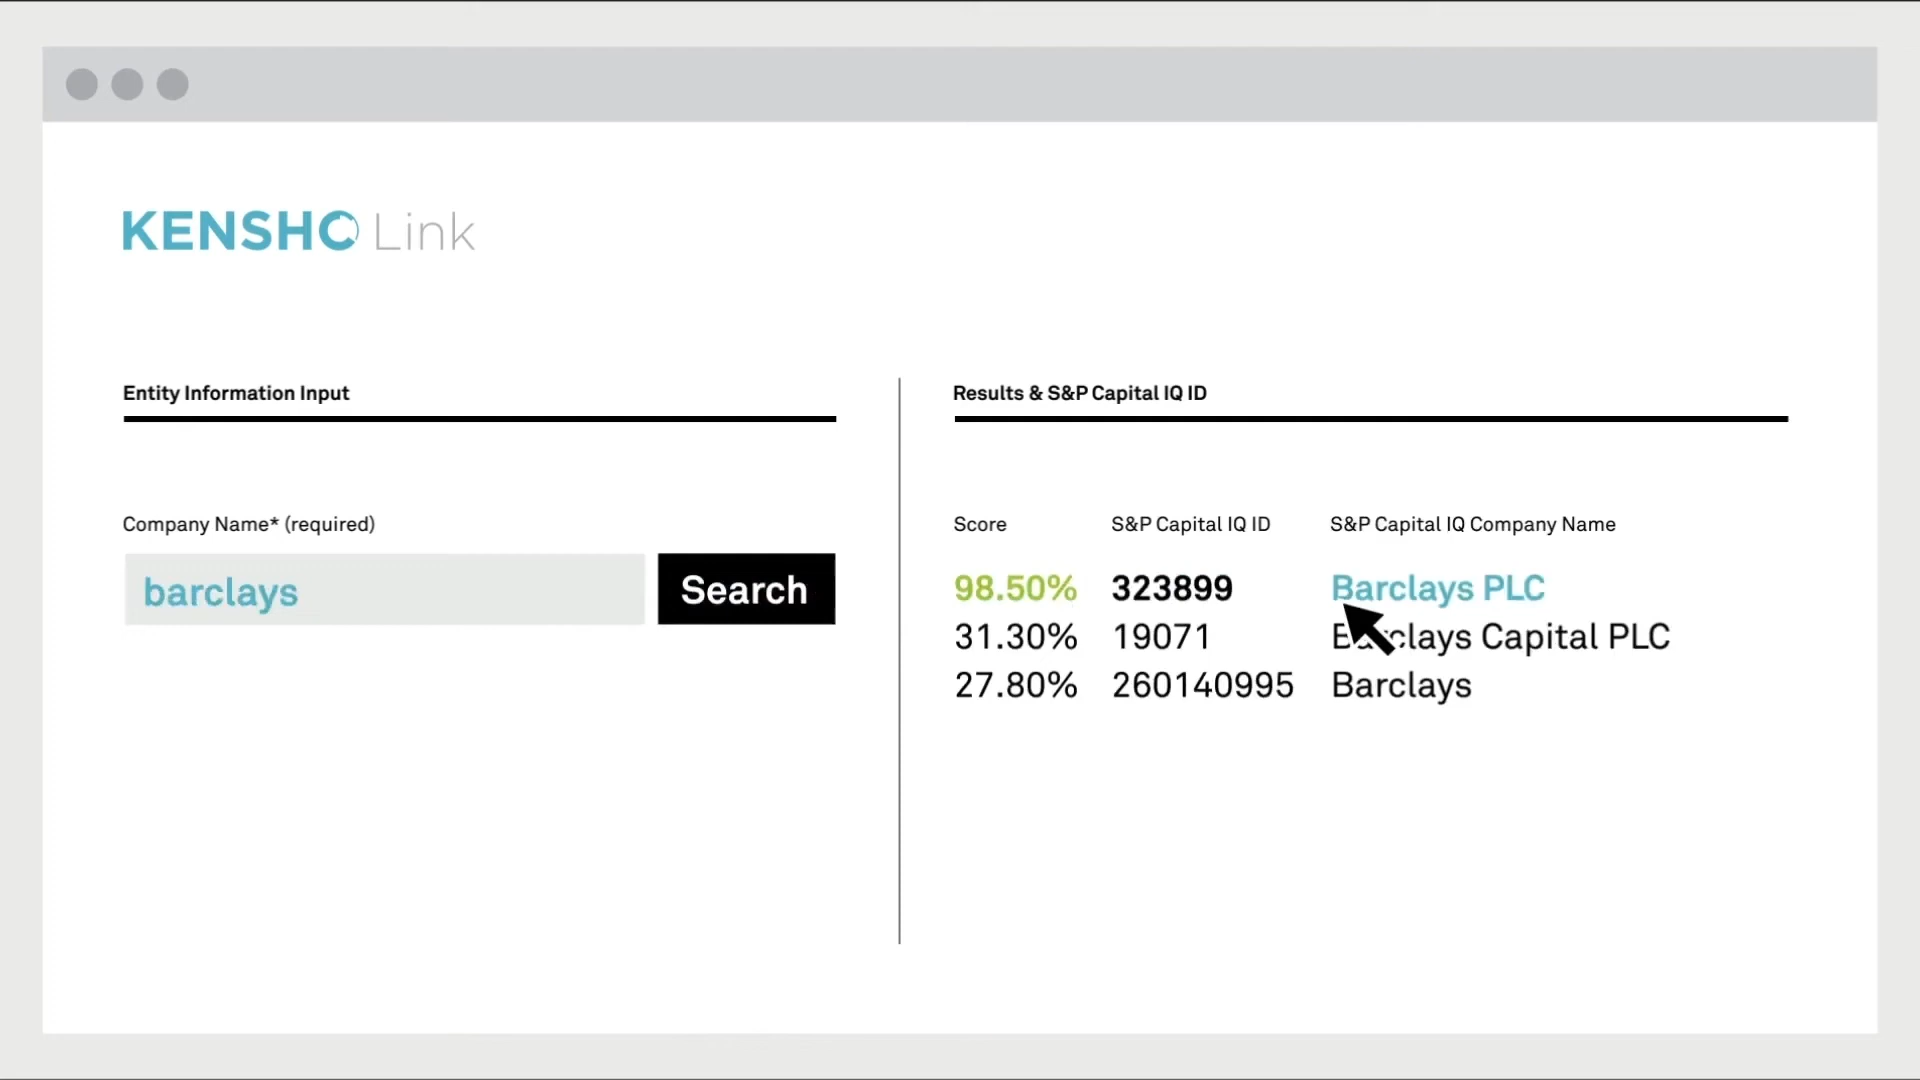 KENSHO Link
Entity Information Input
Company Name* (required)
barclays
Search
Results & S&P Capital IQ ID
Score S&P Capital IQ ID S&P Capital IQ Company Name
98.50% 323899 Barclays PLC
31.30% 19071 Barclays Capital PLC
27.80% 260140995 Barclays